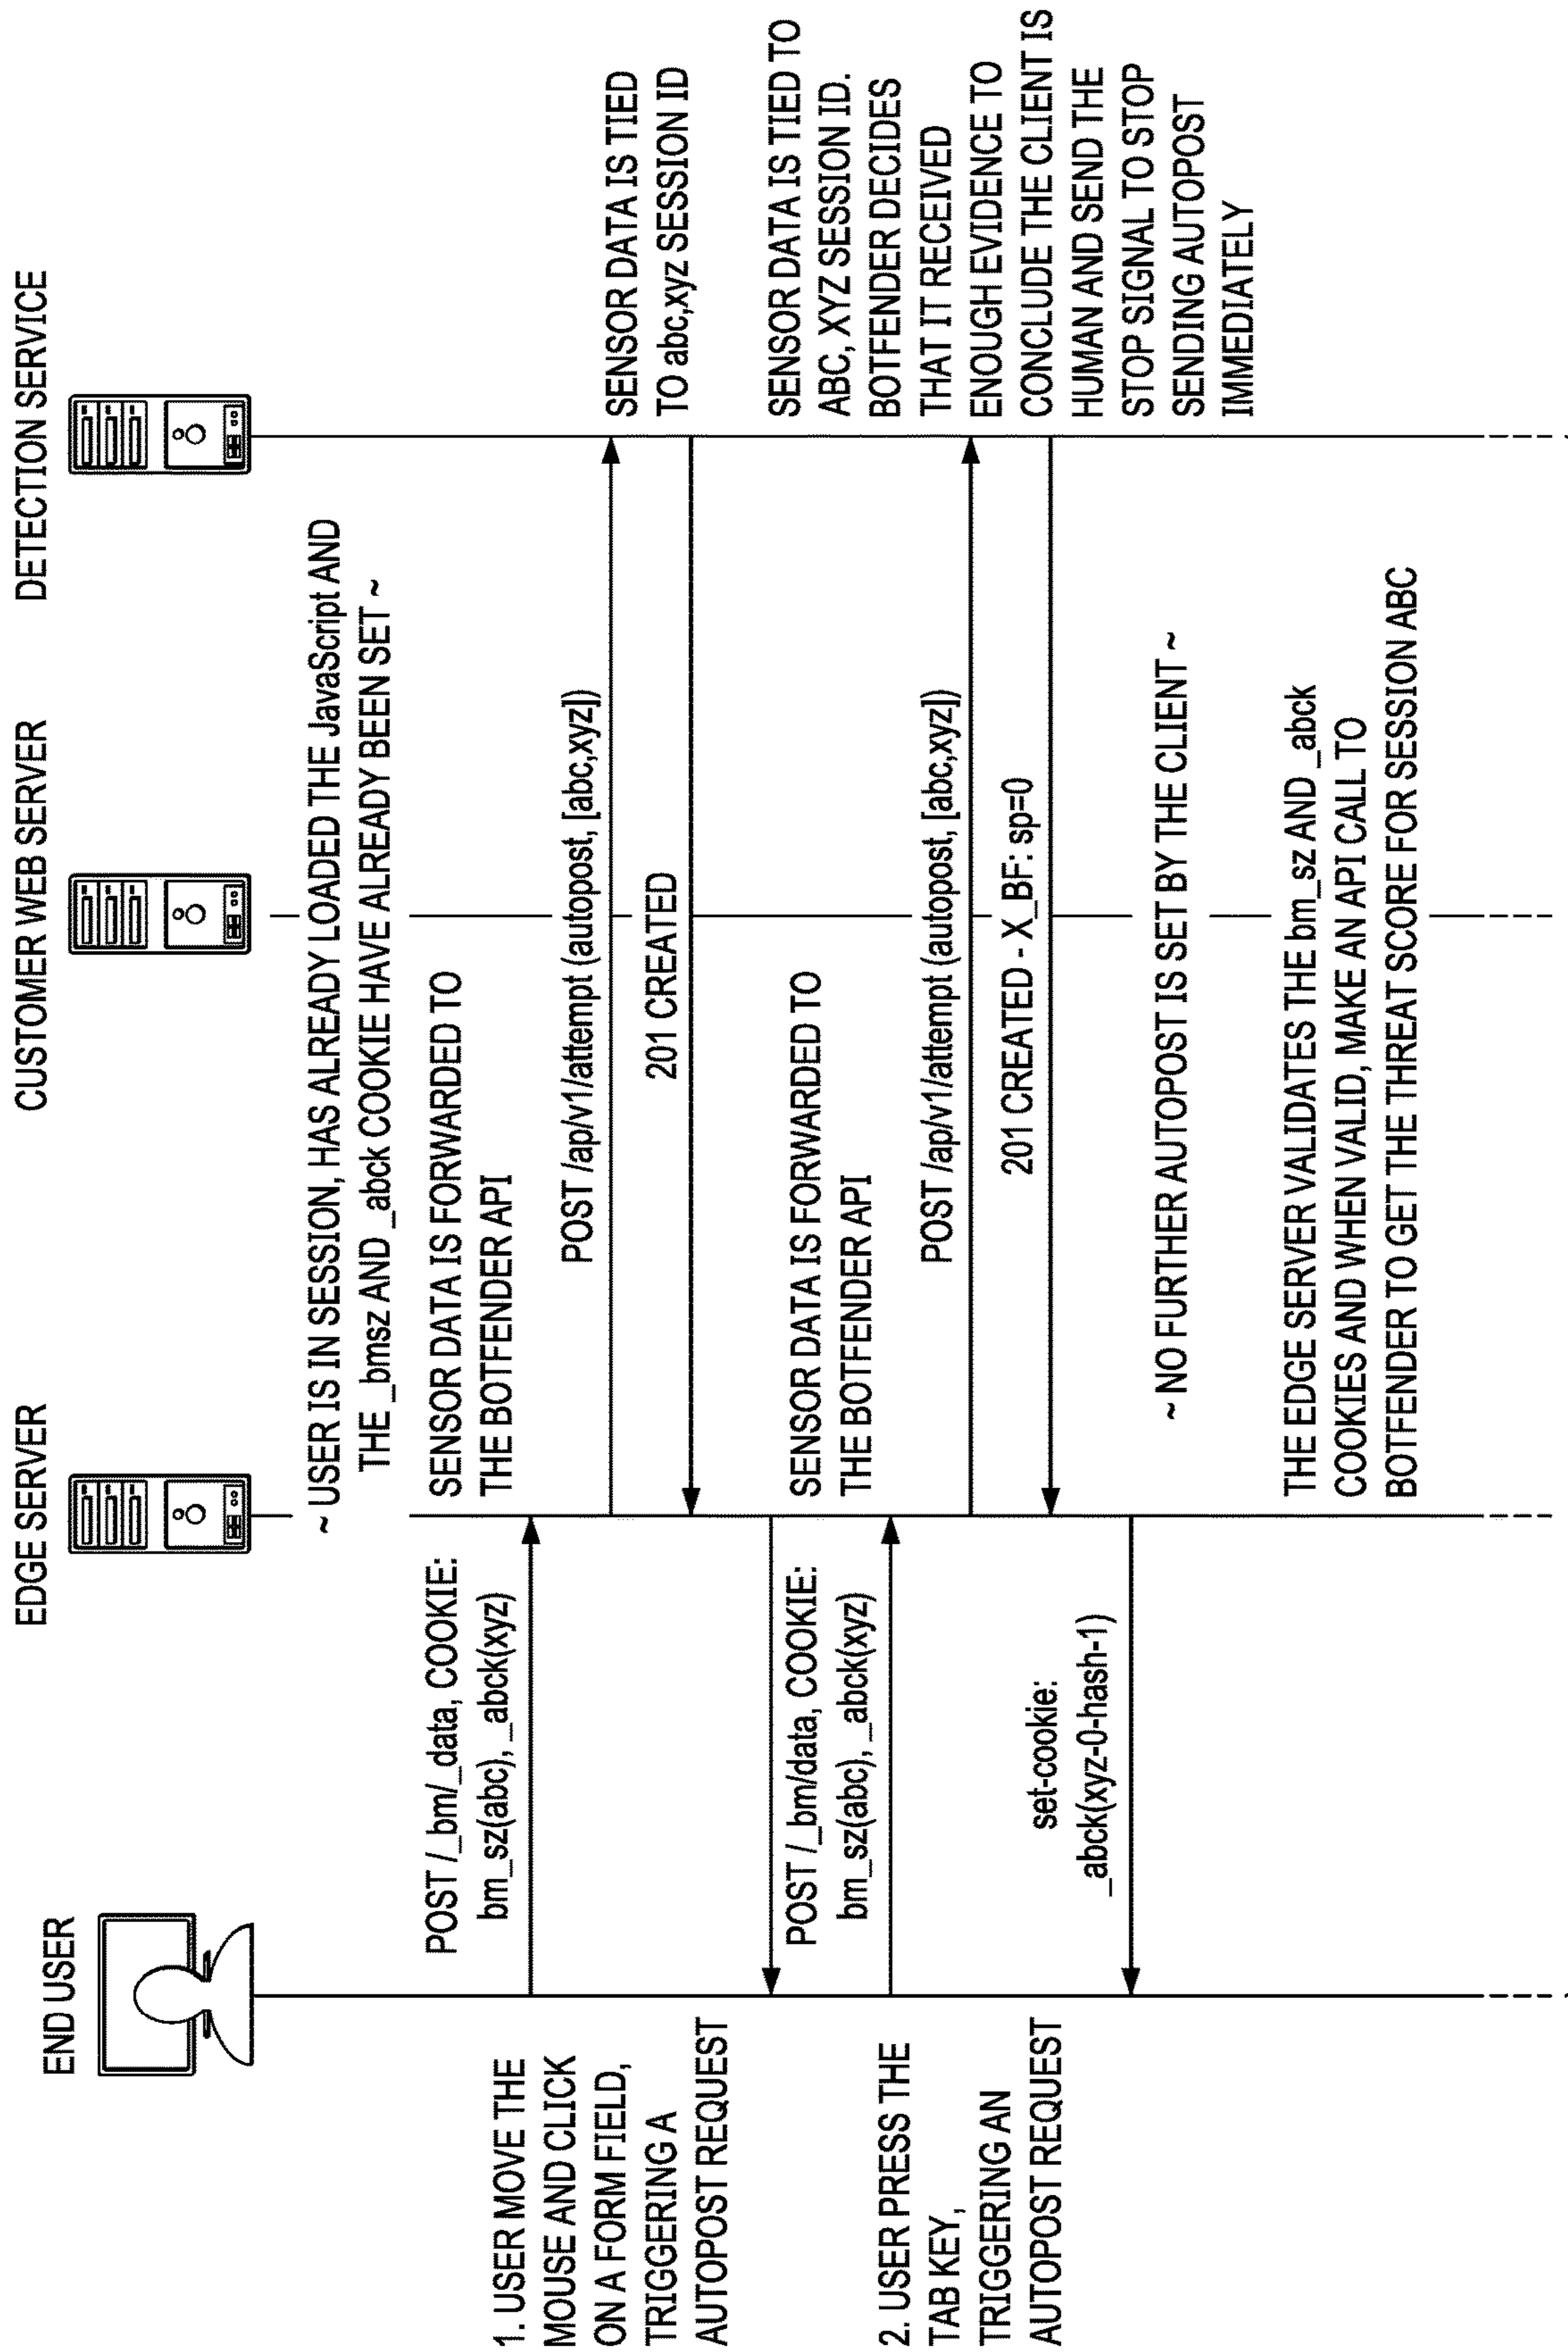 END USER
EDGE SERVER
CUSTOMER WEB SERVER
DETECTION SERVICE
~ USER IS IN SESSION, HAS ALREADY LOADED THE JavaScript AND
THE _bmsz AND _abck COOKIE HAVE ALREADY BEEN SET ~
1. USER MOVE THE
MOUSE AND CLICK
ON A FORM FIELD,
TRIGGERING A
AUTOPOST REQUEST
POST /_bm/_data, COOKIE:
bm_sz(abc), _abck(xyz)
SENSOR DATA IS FORWARDED TO
THE BOTFENDER API
POST /ap/v1/attempt (autopost, [abc,xyz])
201 CREATED
SENSOR DATA IS TIED
TO abc,xyz SESSION ID
2. USER PRESS THE
TAB KEY,
TRIGGERING AN
AUTOPOST REQUEST
POST /_bm/data, COOKIE:
bm_sz(abc), _abck(xyz)
SENSOR DATA IS FORWARDED TO
THE BOTFENDER API
POST /ap/v1/attempt (autopost, [abc,xyz])
201 CREATED - X_BF: sp=0
SENSOR DATA IS TIED TO
ABC, XYZ SESSION ID.
BOTFENDER DECIDES
THAT IT RECEIVED
ENOUGH EVIDENCE TO
CONCLUDE THE CLIENT IS
HUMAN AND SEND THE
STOP SIGNAL TO STOP
SENDING AUTOPOST
IMMEDIATELY
set-cookie:
_abck(xyz-0-hash-1)
~ NO FURTHER AUTOPOST IS SET BY THE CLIENT ~
THE EDGE SERVER VALIDATES THE bm_sz AND _abck
COOKIES AND WHEN VALID, MAKE AN API CALL TO
BOTFENDER TO GET THE THREAT SCORE FOR SESSION ABC